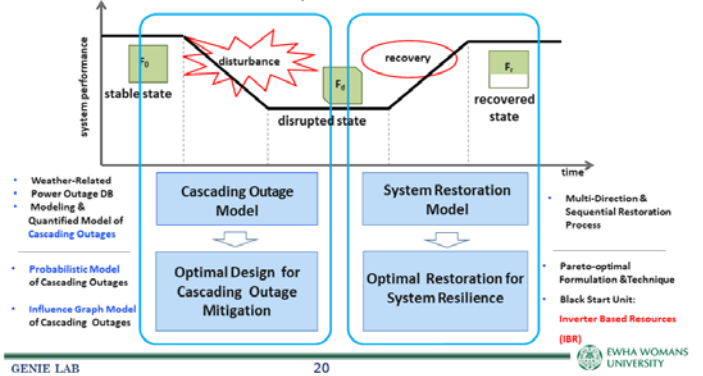 system performance
F0
disturbance
recovery
stable state
Fd
Fr
recovered
state
disrupted state
time
• Weather-Related
• Power Outage DB
• Modeling &
Quantified Model of
Cascading Outages
• Probabilistic Model
of Cascading Outages
• Influence Graph Model
of Cascading Outages
Cascading Outage
Model
Optimal Design for
Cascading Outage
Mitigation
System Restoration
Model
Optimal Restoration for
System Resilience
• Multi-Direction &
Sequential Restoration
Process
• Pareto-optimal
Formulation &Technique
• Black Start Unit:
Inverter Based Resources
(IBR)
GENIE LAB
20
EWHA WOMANS
UNIVERSITY